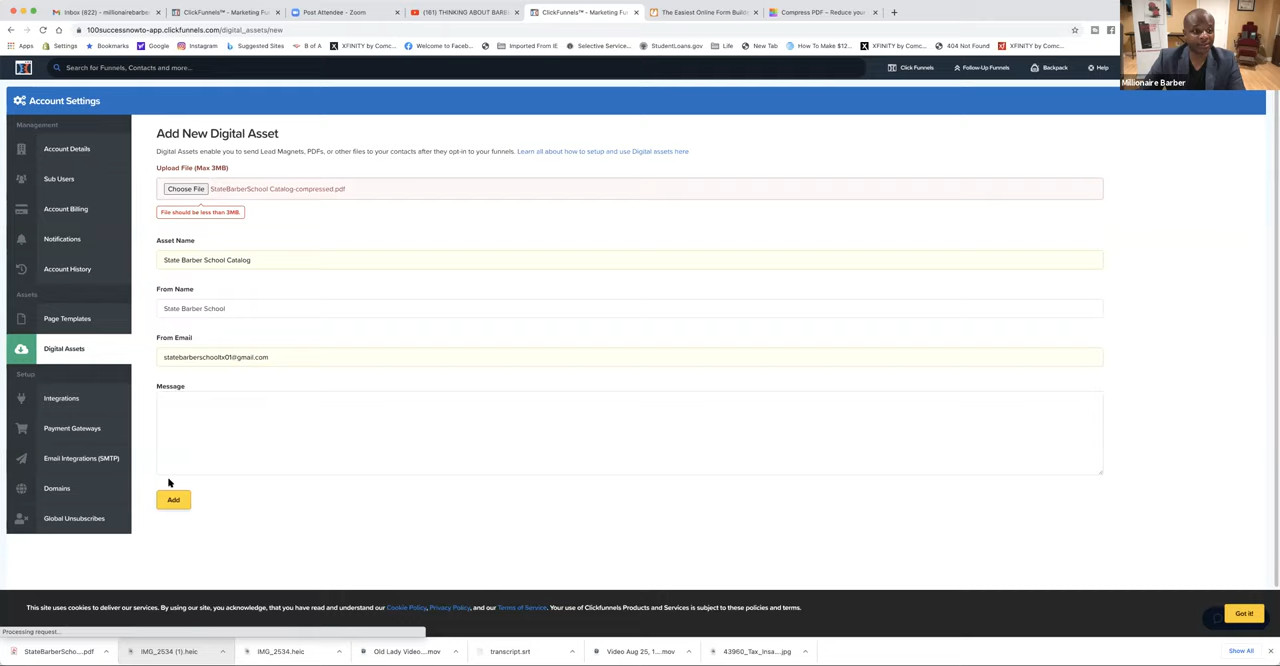 Inbox (822) - millionairebarber
ClickFunnels™ - Marketing Fun
Post Attendee - Zoom
(161) THINKING ABOUT BARB
ClickFunnels™ - Marketing Fun
The Easiest Online Form Build
Compress PDF – Reduce your
100successnowto-app.clickfunnels.com/digital_assets/new
Apps
Settings
Bookmarks
Google
Instagram
Suggested Sites
B of A
XFINITY by Comc...
Welcome to Faceb...
Imported From IE
Selective Service...
StudentLoans.gov
Life
New Tab
How To Make $12...
XFINITY by Comc...
404 Not Found
XFINITY by Comc...
Millionaire Barber
Search for Funnels, Contacts and more...
Click Funnels
Follow-Up Funnels
Backpack
Help
Account Settings
Management
Account Details
Sub Users
Account Billing
Notifications
Account History
Assets
Page Templates
Digital Assets
Setup
Integrations
Payment Gateways
Email Integrations (SMTP)
Domains
Global Unsubscribes
Add New Digital Asset
Digital Assets enable you to send Lead Magnets, PDFs, or other files to your contacts after they opt-in to your funnels. Learn all about how to setup and use Digital assets here
Upload File (Max 3MB)
Choose File StateBarberSchool Catalog-compressed.pdf
File should be less than 3MB.
Asset Name
State Barber School Catalog
From Name
State Barber School
From Email
statebarberschooltx01@gmail.com
Message
Add
This site uses cookies to deliver our services. By using our site, you acknowledge, that you have read and understand our Cookie Policy, Privacy Policy, and our Terms of Service. Your use of Clickfunnels Products and Services is subject to these policies and terms.
Got it!
Processing request...
StateBarberScho....pdf
IMG_2534 (1).heic
IMG_2534.heic
Old Lady Video....mov
transcript.srt
Video Aug 25, 1....mov
43960_Tax_Insa....jpg
Show All